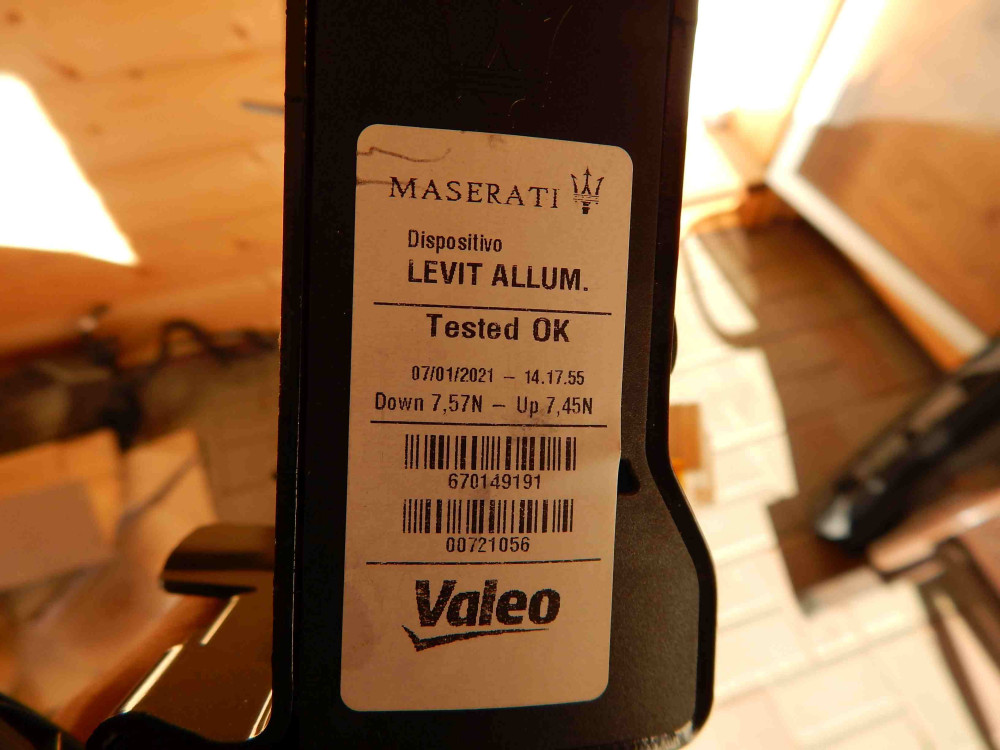 MASERATI
Dispositivo
LEVIT ALLUM.
Tested OK
07/01/2021 – 14.17.55
Down 7,57N – Up 7,45N
670149191
00721056
Valeo